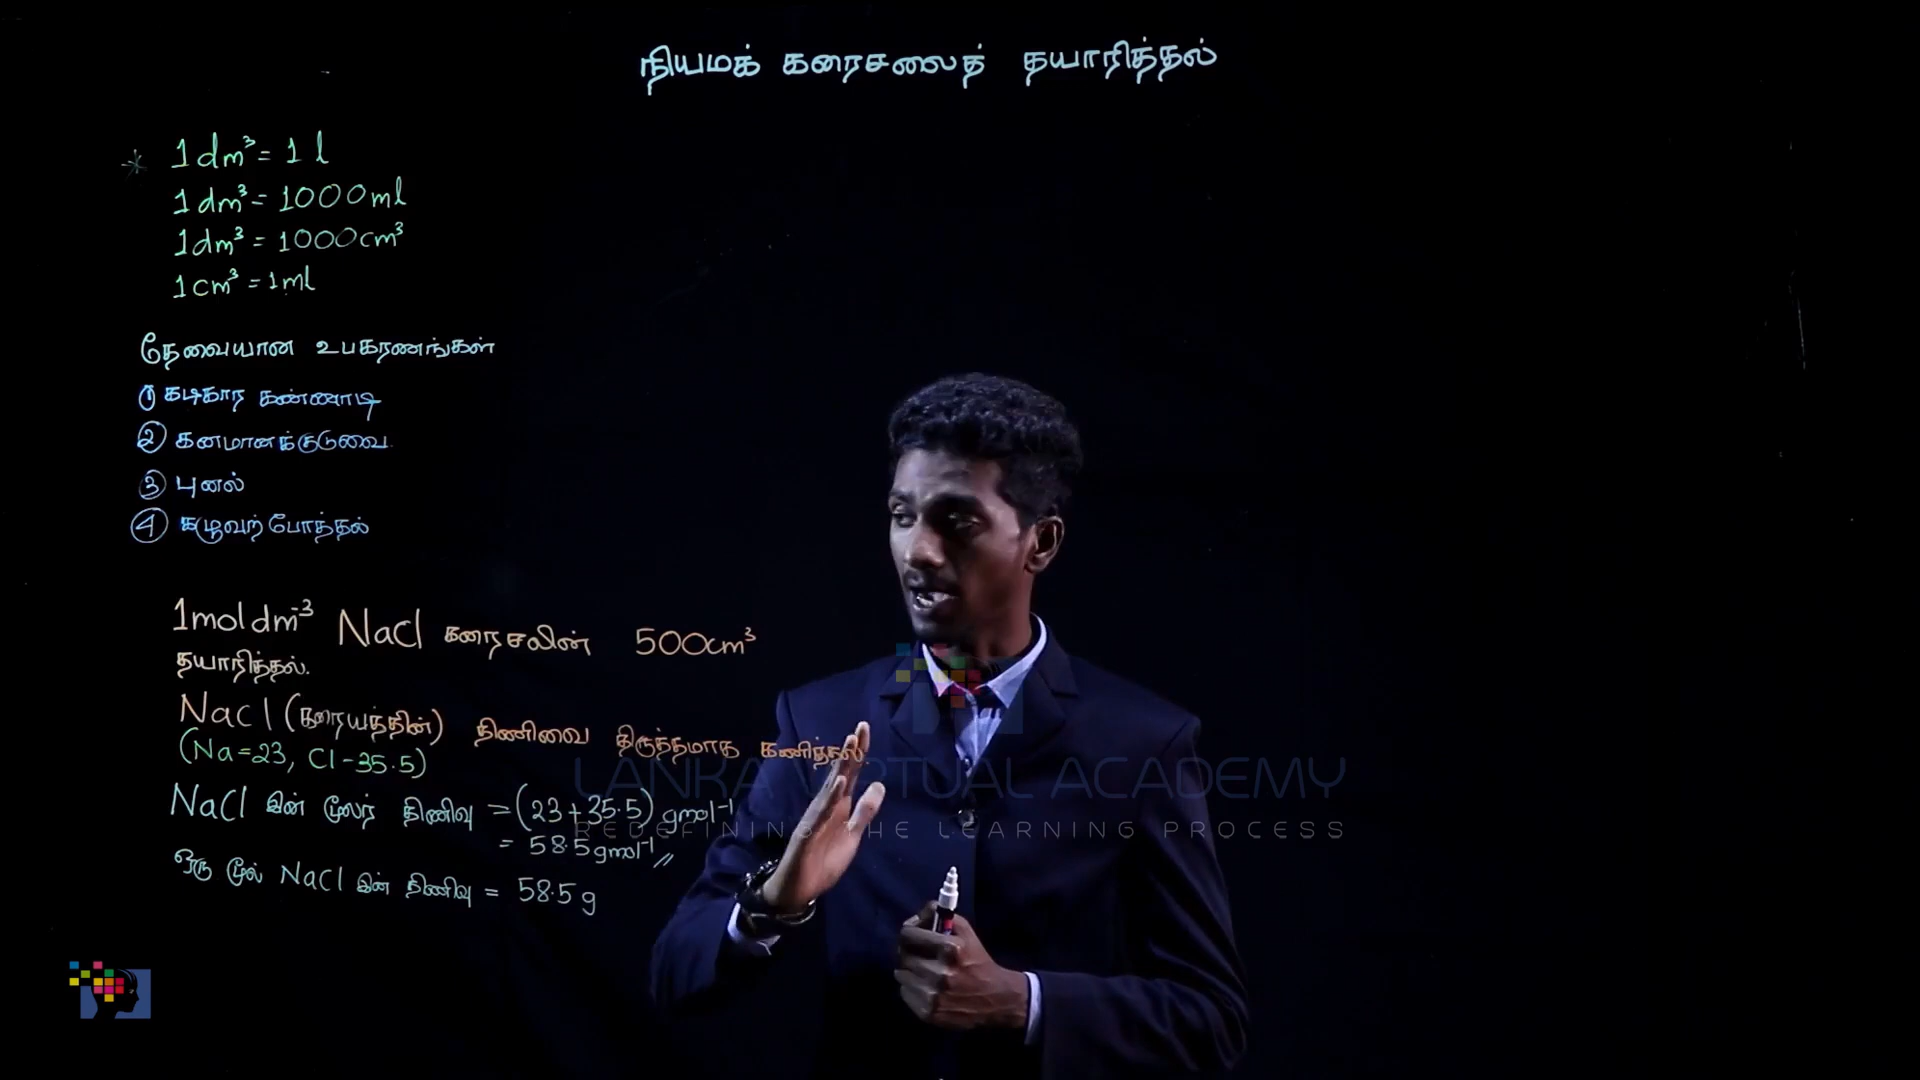 நியமக் கரைசலைத் தயாரித்தல்
* 1dm³ = 1 l
1dm³ = 1000ml
1dm³ = 1000cm³
1cm³ = 1ml
தேவையான உபகரணங்கள்
① கடிகார கண்ணாடி
② கனமானக்குடுவை.
③ புனல்
④ கழுவற்போத்தல்
1moldm⁻³ NaCl கரைசலின் 500cm³
தயாரித்தல்.
NaCl (கரையத்தின்) திணிவை திருத்தமாக கணித்தல்.
(Na=23, Cl-35.5)
NaCl இன் மூலர் திணிவு = (23+35.5) gmol⁻¹
= 58.5gmol⁻¹//
ஒரு மூல் NaCl இன் திணிவு = 58.5g
LANKA VIRTUAL ACADEMY
REDEFINING THE LEARNING PROCESS